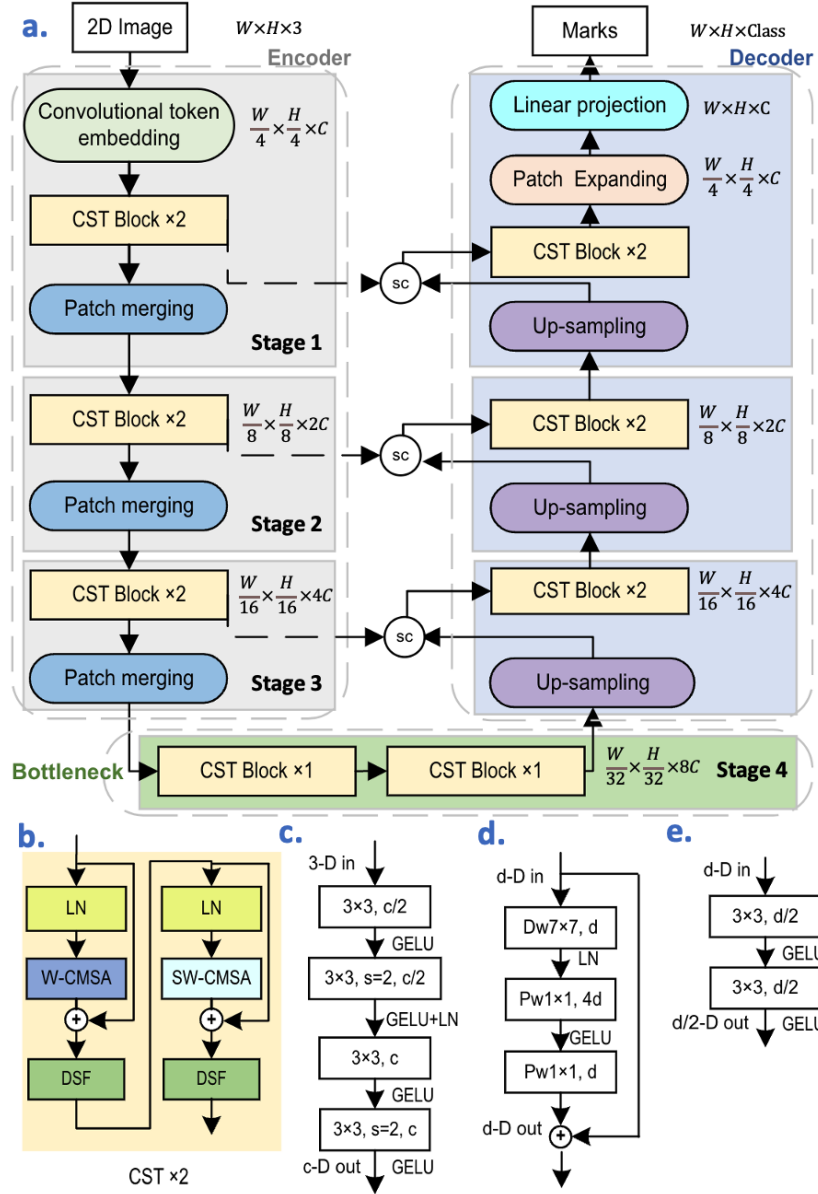 a.
2D Image
W×H×3
Marks
W×H×Class
Encoder
Decoder
Convolutional token
embedding
W/4×H/4×C
CST Block ×2
Patch merging
Stage 1
Linear projection
W×H×C
Patch Expanding
W/4×H/4×C
CST Block ×2
sc
Up-sampling
CST Block ×2
W/8×H/8×2C
Patch merging
Stage 2
sc
CST Block ×2
W/8×H/8×2C
Up-sampling
CST Block ×2
W/16×H/16×4C
Patch merging
Stage 3
sc
CST Block ×2
W/16×H/16×4C
Up-sampling
Bottleneck
CST Block ×1
CST Block ×1
W/32×H/32×8C
Stage 4
b.
LN
W-CMSA
+
DSF
LN
SW-CMSA
+
DSF
CST ×2
c.
3-D in
3×3, c/2
GELU
3×3, s=2, c/2
GELU+LN
3×3, c
GELU
3×3, s=2, c
c-D out
GELU
d.
d-D in
Dw7×7, d
LN
Pw1×1, 4d
GELU
Pw1×1, d
d-D out
+
e.
d-D in
3×3, d/2
GELU
3×3, d/2
d/2-D out
GELU